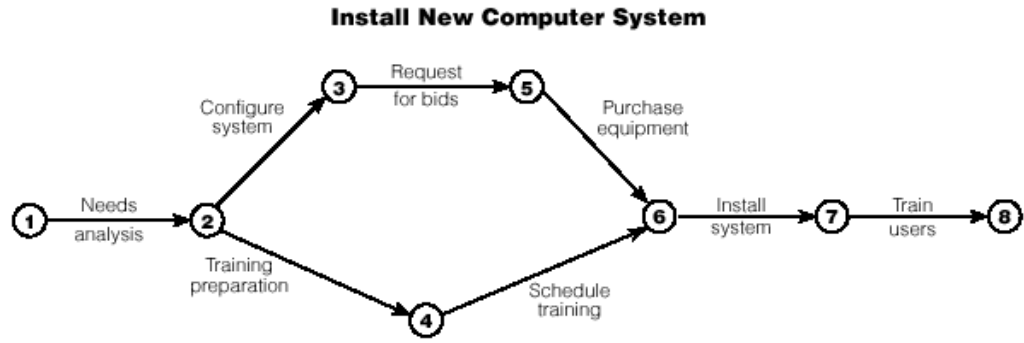 Install New Computer System
3
Request
for bids
5
Configure
system
Purchase
equipment
1
Needs
analysis
2
6
Install
system
7
Train
users
8
Training
preparation
4
Schedule
training